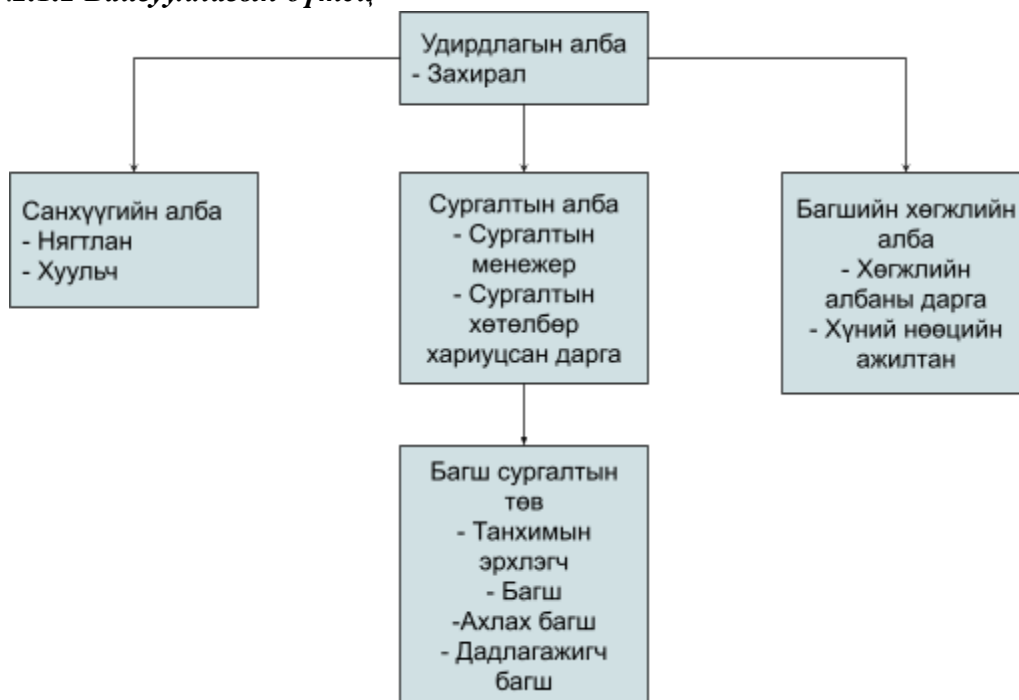 Удирдлагын алба
- Захирал
Санхүүгийн алба
- Нягтлан
- Хуульч
Сургалтын алба
- Сургалтын
менежер
- Сургалтын
хөтөлбөр
хариуцсан дарга
Багшийн хөгжлийн
алба
- Хөгжлийн
албаны дарга
- Хүний нөөцийн
ажилтан
Багш сургалтын
төв
- Танхимын
эрхлэгч
- Багш
-Ахлах багш
- Дадлагажигч
багш